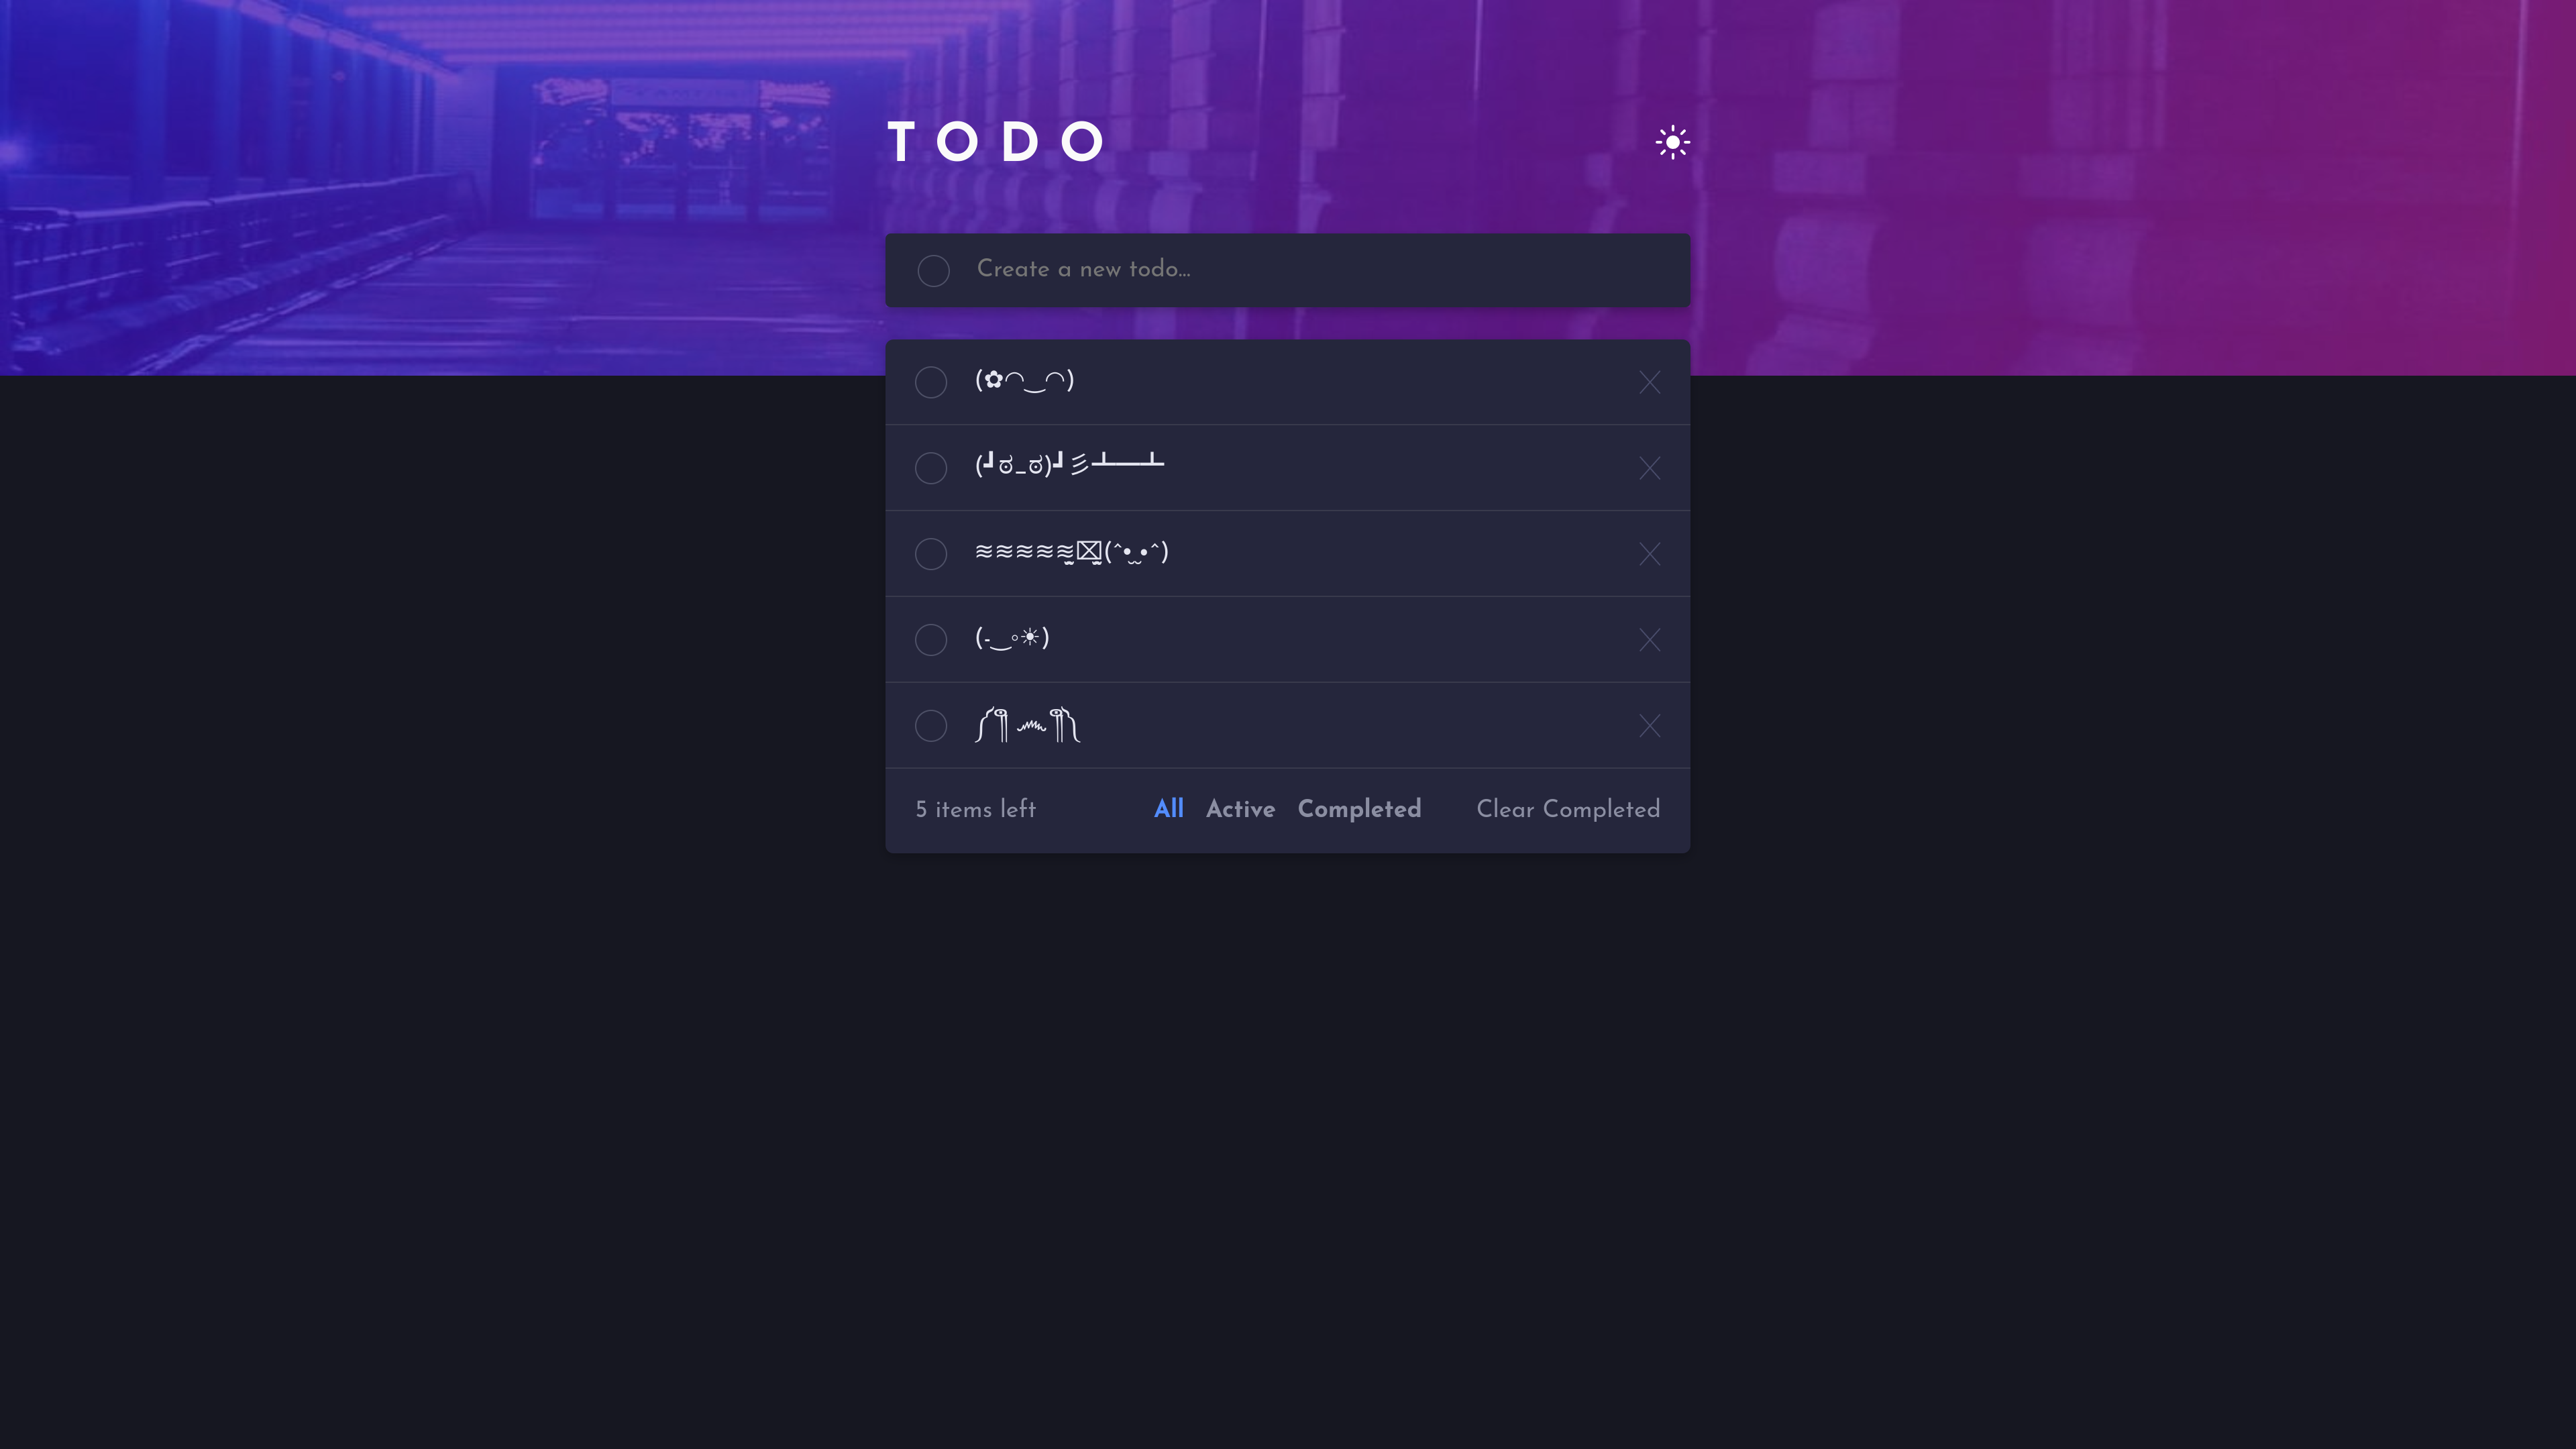 TODO
Create a new todo...
(✿◠‿◠)
(┛ಠ_ಠ)┛彡┻━┻
(-‿◦☀)
5 items left
All Active Completed
Clear Completed